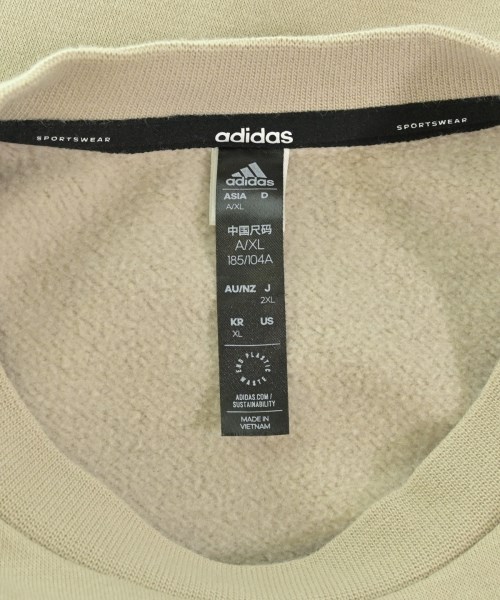 SPORTSWEAR adidas SPORTSWEAR
adidas
ASIA D
A/XL
中国尺码
A/XL
185/104A
AU/NZ J
2XL
KR US
XL
END PLASTIC WASTE
ADIDAS.COM/
SUSTAINABILITY
MADE IN
VIETNAM